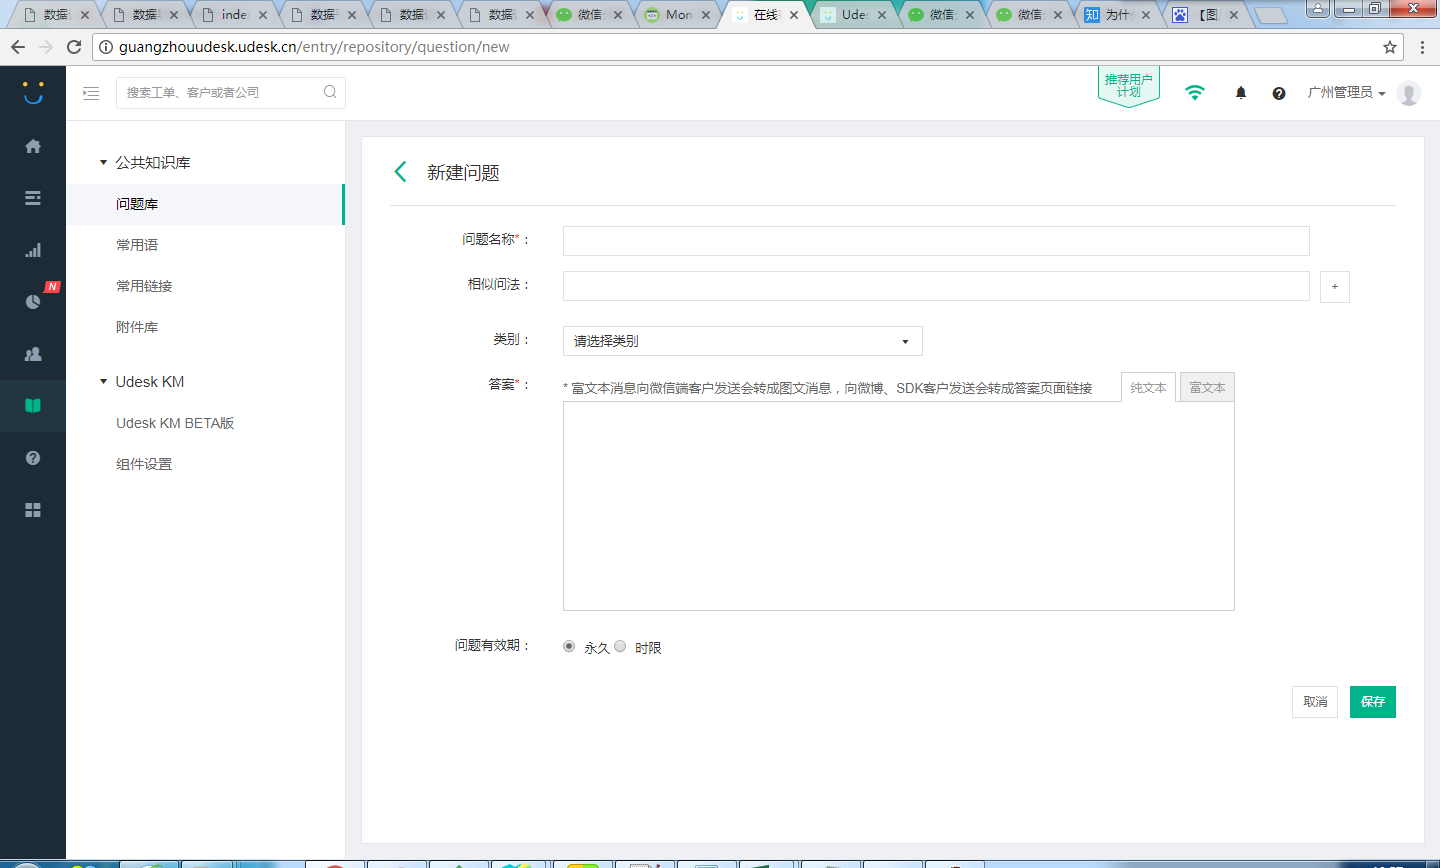 数据
数据
index
数据
数据
数据
微信
Mon
在线
Udes
微信
微信
知
为什
【图
guangzhouudesk.udesk.cn/entry/repository/question/new
搜索工单、客户或者公司
推荐用户
计划
广州管理员
N
公共知识库
问题库
常用语
常用链接
附件库
Udesk KM
Udesk KM BETA版
组件设置
新建问题
问题名称*：
相似问法：
+
类别：
请选择类别
答案*：
* 富文本消息向微信端客户发送会转成图文消息，向微博、SDK客户发送会转成答案页面链接
纯文本
富文本
问题有效期：
永久
时限
取消
保存